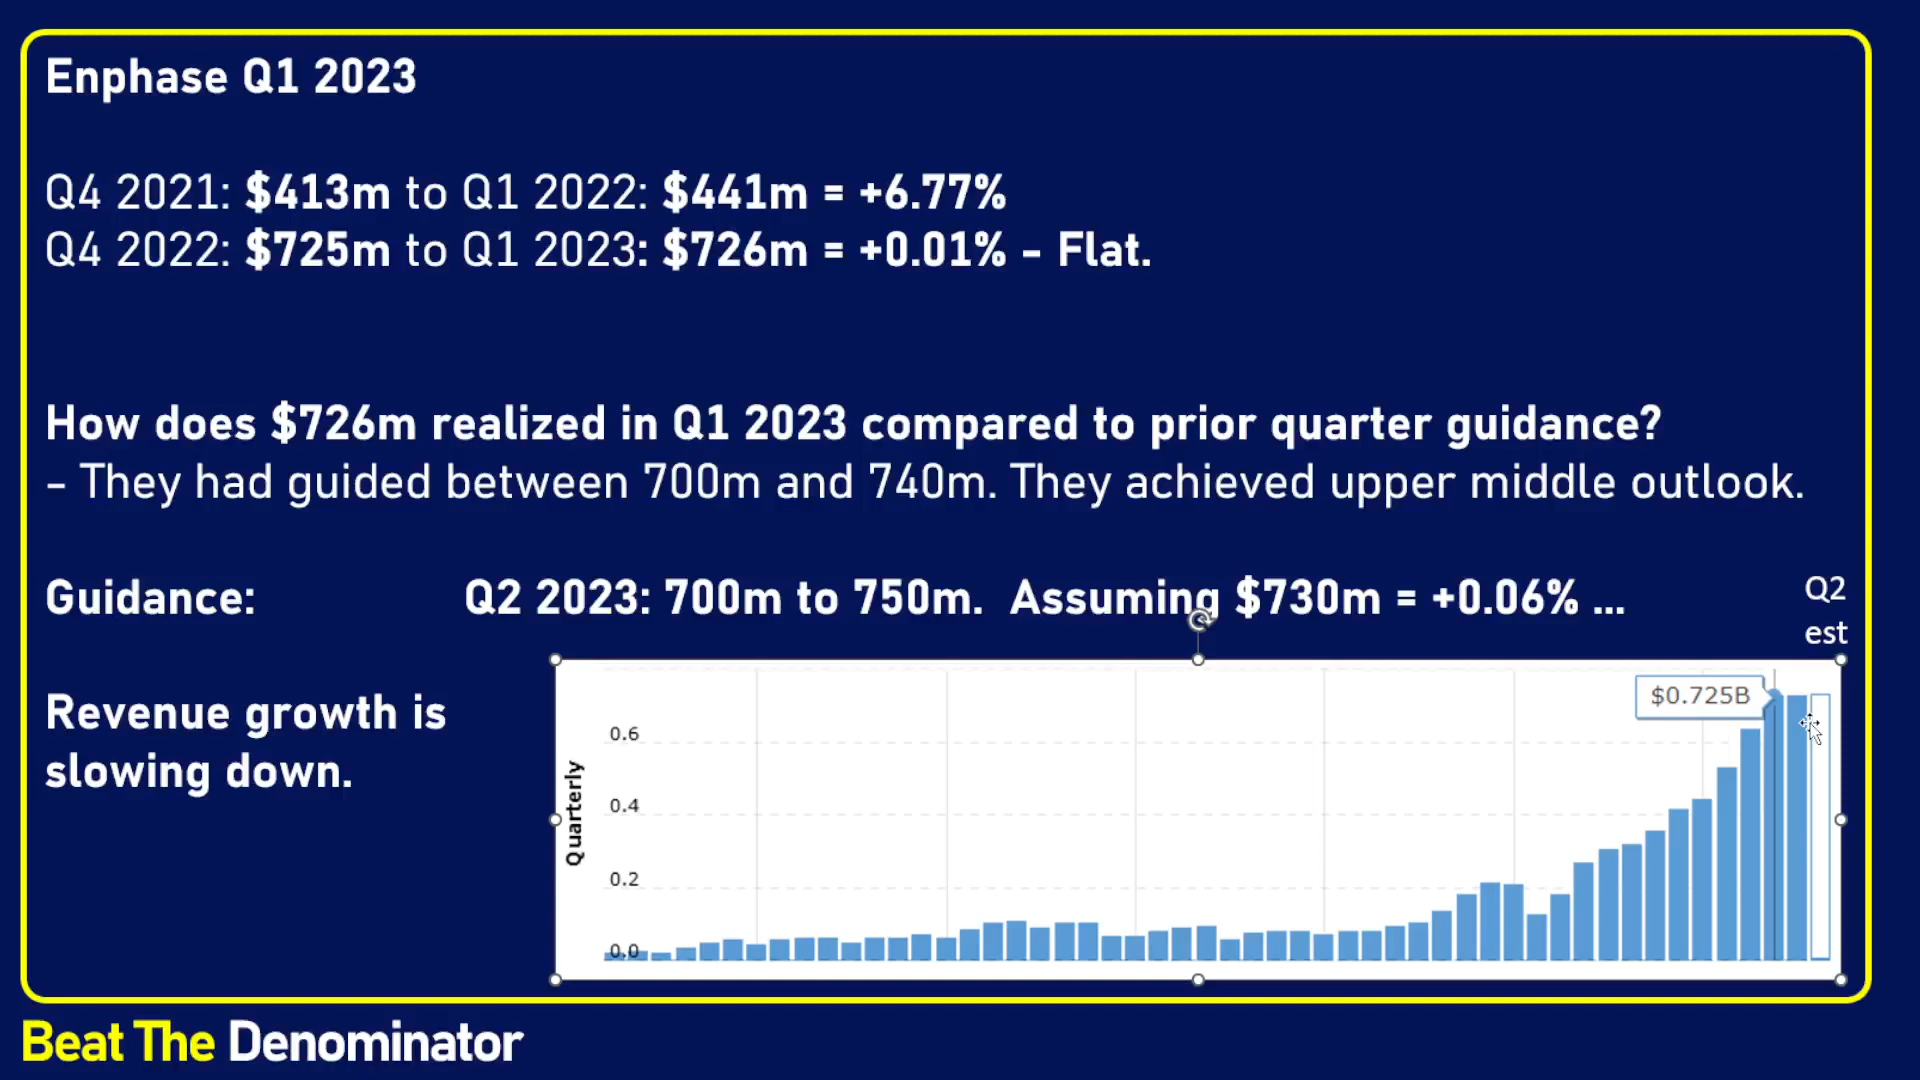 Enphase Q1 2023
Q4 2021: $413m to Q1 2022: $441m = +6.77%
Q4 2022: $725m to Q1 2023: $726m = +0.01% – Flat.
How does $726m realized in Q1 2023 compared to prior quarter guidance?
– They had guided between 700m and 740m. They achieved upper middle outlook.
Guidance: Q2 2023: 700m to 750m. Assuming $730m = +0.06% ...
Q2
est
Revenue growth is
slowing down.
$0.725B
Quarterly
0.6
0.4
0.2
0.0
Beat The Denominator